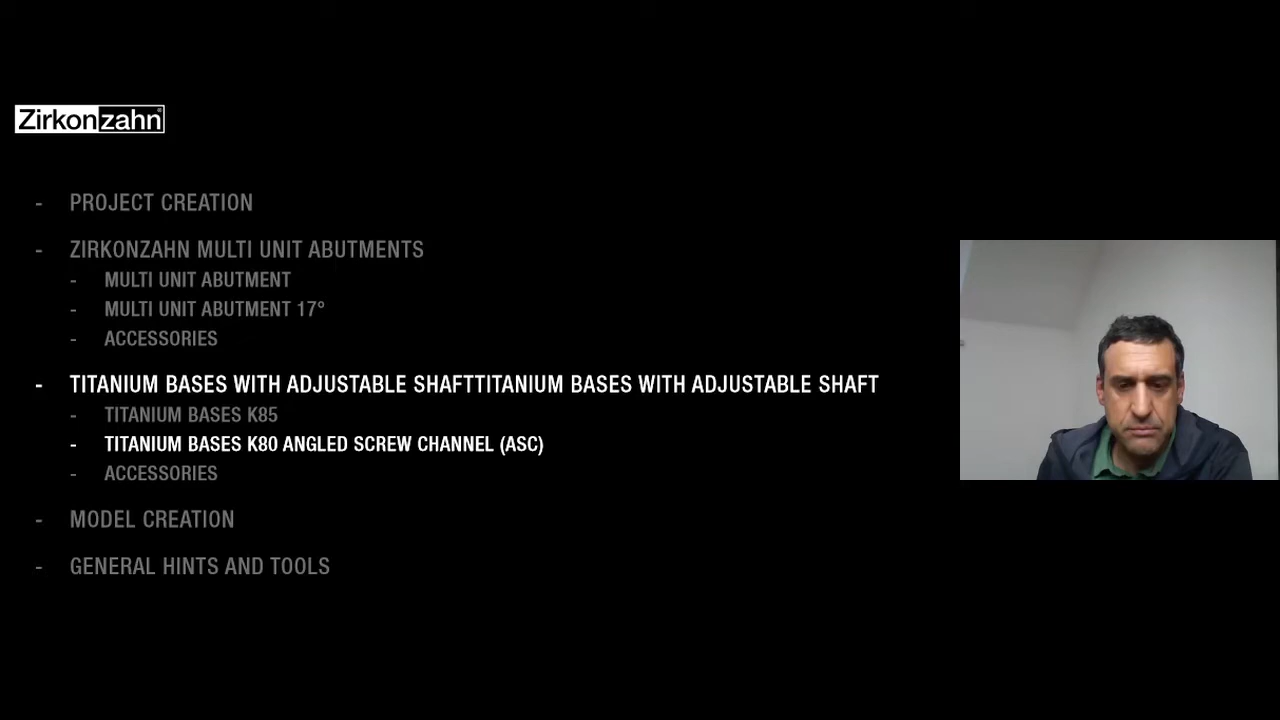 Zirkonzahn®
- PROJECT CREATION
- ZIRKONZAHN MULTI UNIT ABUTMENTS
- MULTI UNIT ABUTMENT
- MULTI UNIT ABUTMENT 17°
- ACCESSORIES
- TITANIUM BASES WITH ADJUSTABLE SHAFTTITANIUM BASES WITH ADJUSTABLE SHAFT
- TITANIUM BASES K85
- TITANIUM BASES K80 ANGLED SCREW CHANNEL (ASC)
- ACCESSORIES
- MODEL CREATION
- GENERAL HINTS AND TOOLS